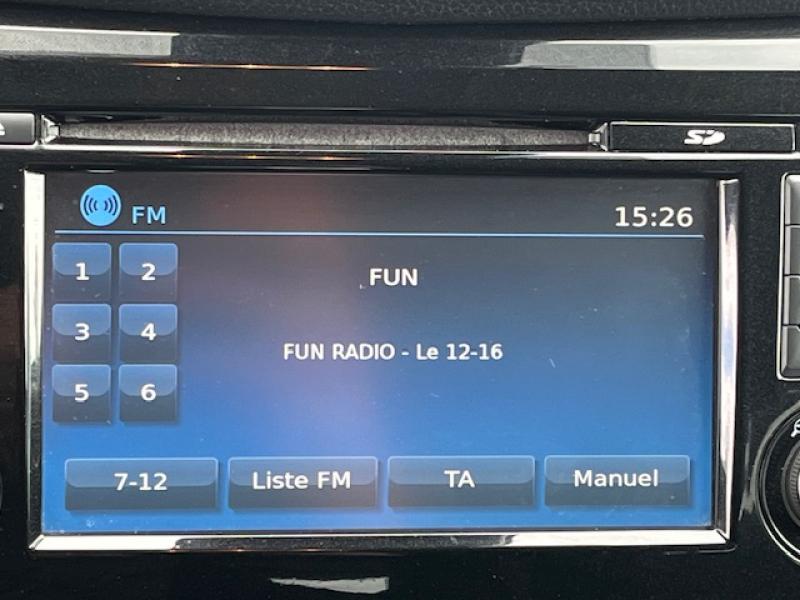 SD
FM
15:26
1 2
FUN
3 4
FUN RADIO - Le 12-16
5 6
7-12 Liste FM TA Manuel